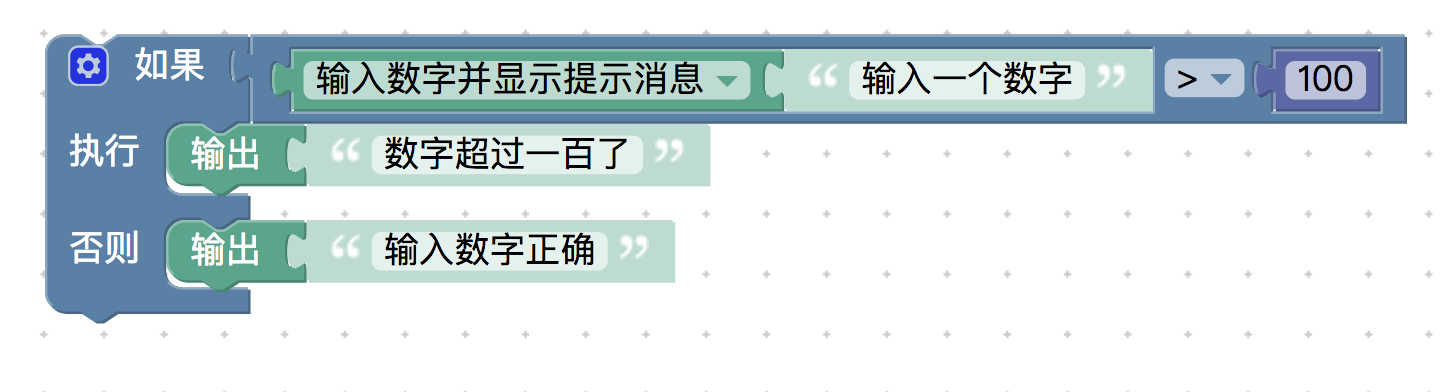 如果 输入数字并显示提示消息 “ 输入一个数字 ” > 100
执行 输出 “ 数字超过一百了 ”
否则 输出 “ 输入数字正确 ”